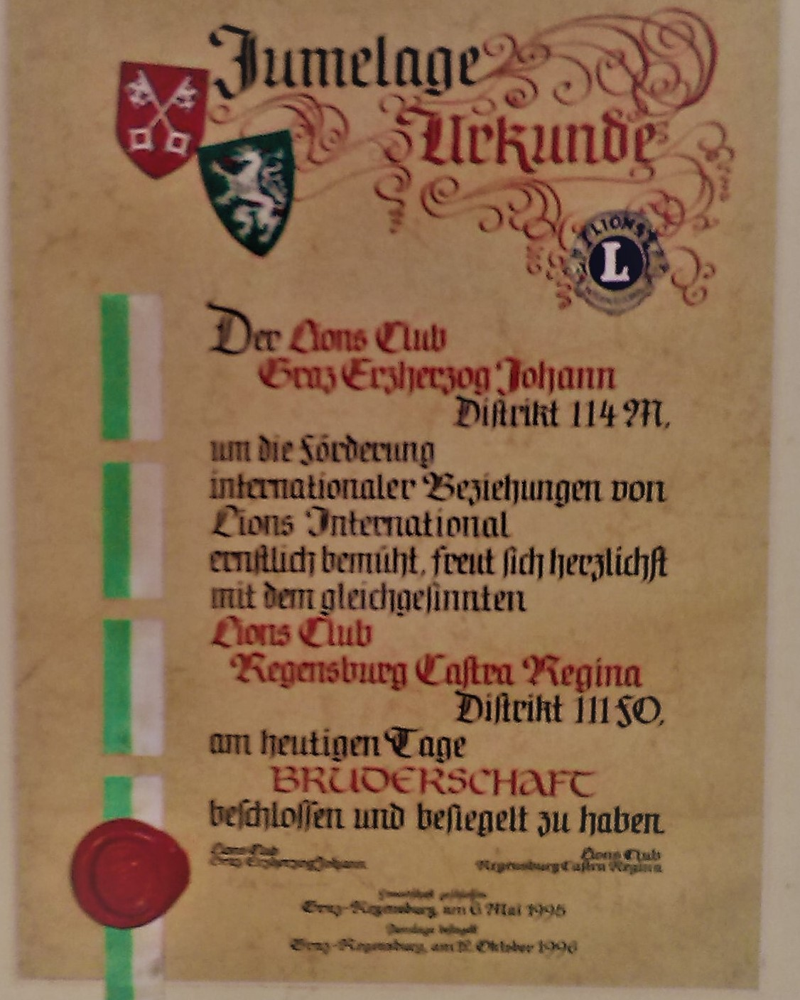 Jumelage
Urkunde
LIONS
L
Der Lions Club
Graz Erzherzog Johann
Distrikt 114 M,
um die Förderung
internationaler Beziehungen von
Lions International
ernstlich bemüht, freut sich herzlichst
mit dem gleichgesinnten
Lions Club
Regensburg Castra Regina
Distrikt 111 SO,
am heutigen Tage
BRUDERSCHAFT
beschlossen und besiegelt zu haben
Lions Club
Graz Erzherzog Johann
Lions Club
Regensburg Castra Regina
Graz-Regensburg, am 6 Mai 1995
Jumelage besiegelt
Graz-Regensburg, am 12. Oktober 1996